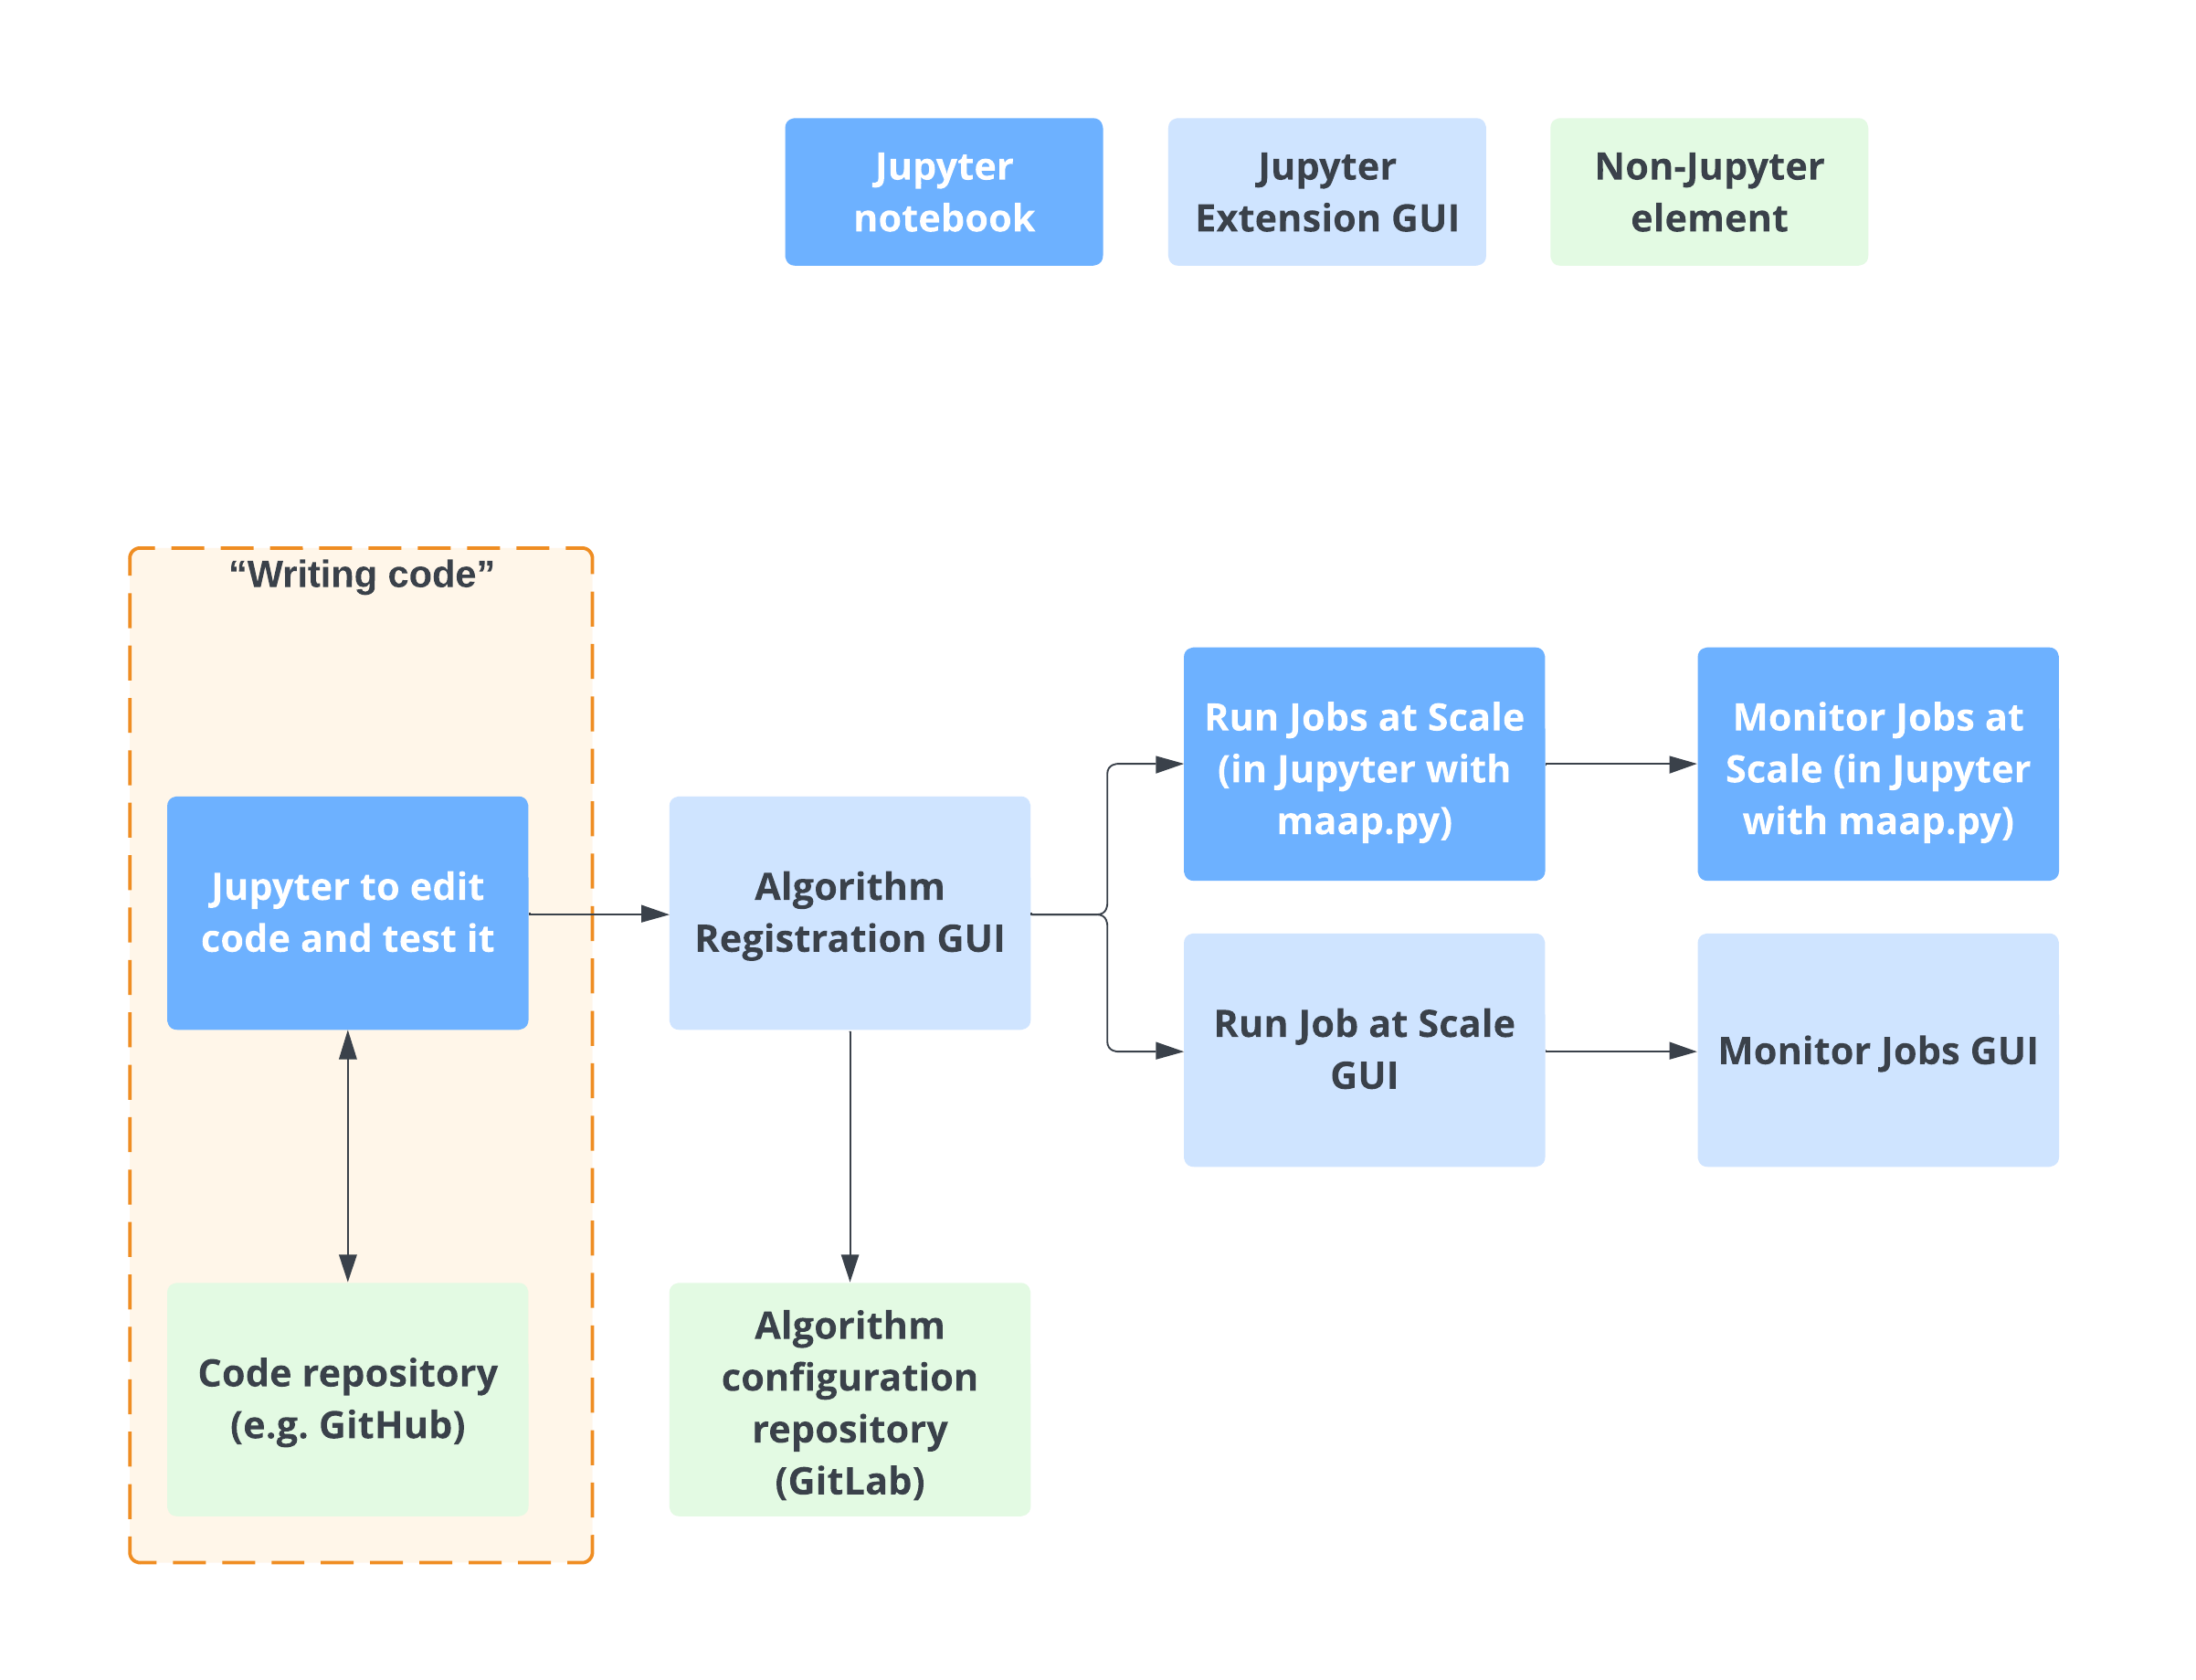 Jupyter
notebook
Jupyter
Extension GUI
Non-Jupyter
element
“Writing code”
Jupyter to edit
code and test it
Code repository
(e.g. GitHub)
Algorithm
Registration GUI
Algorithm
configuration
repository
(GitLab)
Run Jobs at Scale
(in Jupyter with
maap.py)
Monitor Jobs at
Scale (in Jupyter
with maap.py)
Run Job at Scale
GUI
Monitor Jobs GUI